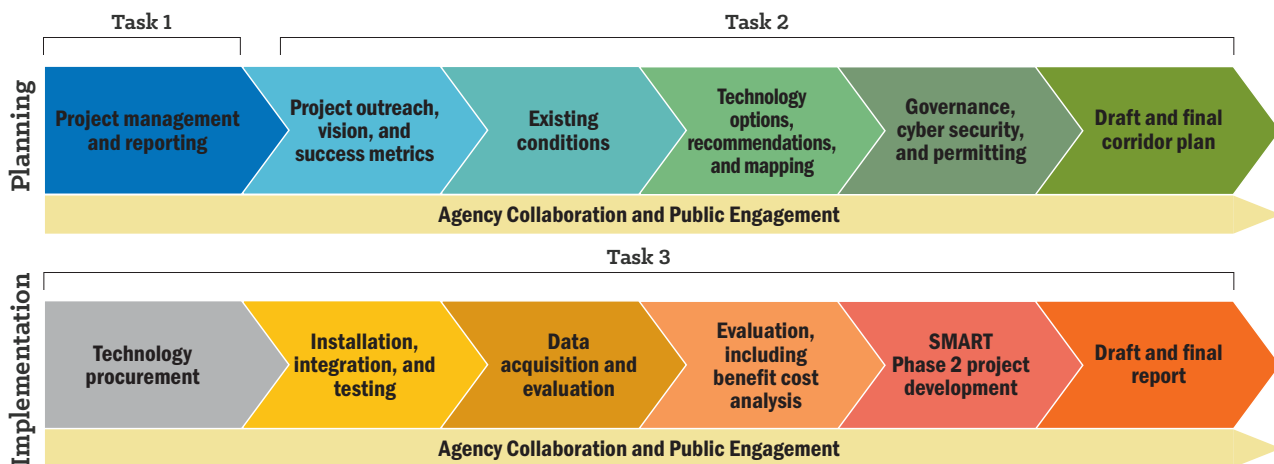 Task 1
Task 2
Planning
Project management
and reporting
Project outreach,
vision, and
success metrics
Existing
conditions
Technology
options,
recommendations,
and mapping
Governance,
cyber security,
and permitting
Draft and final
corridor plan
Agency Collaboration and Public Engagement
Task 3
Implementation
Technology
procurement
Installation,
integration, and
testing
Data
acquisition and
evaluation
Evaluation,
including
benefit cost
analysis
SMART
Phase 2 project
development
Draft and final
report
Agency Collaboration and Public Engagement